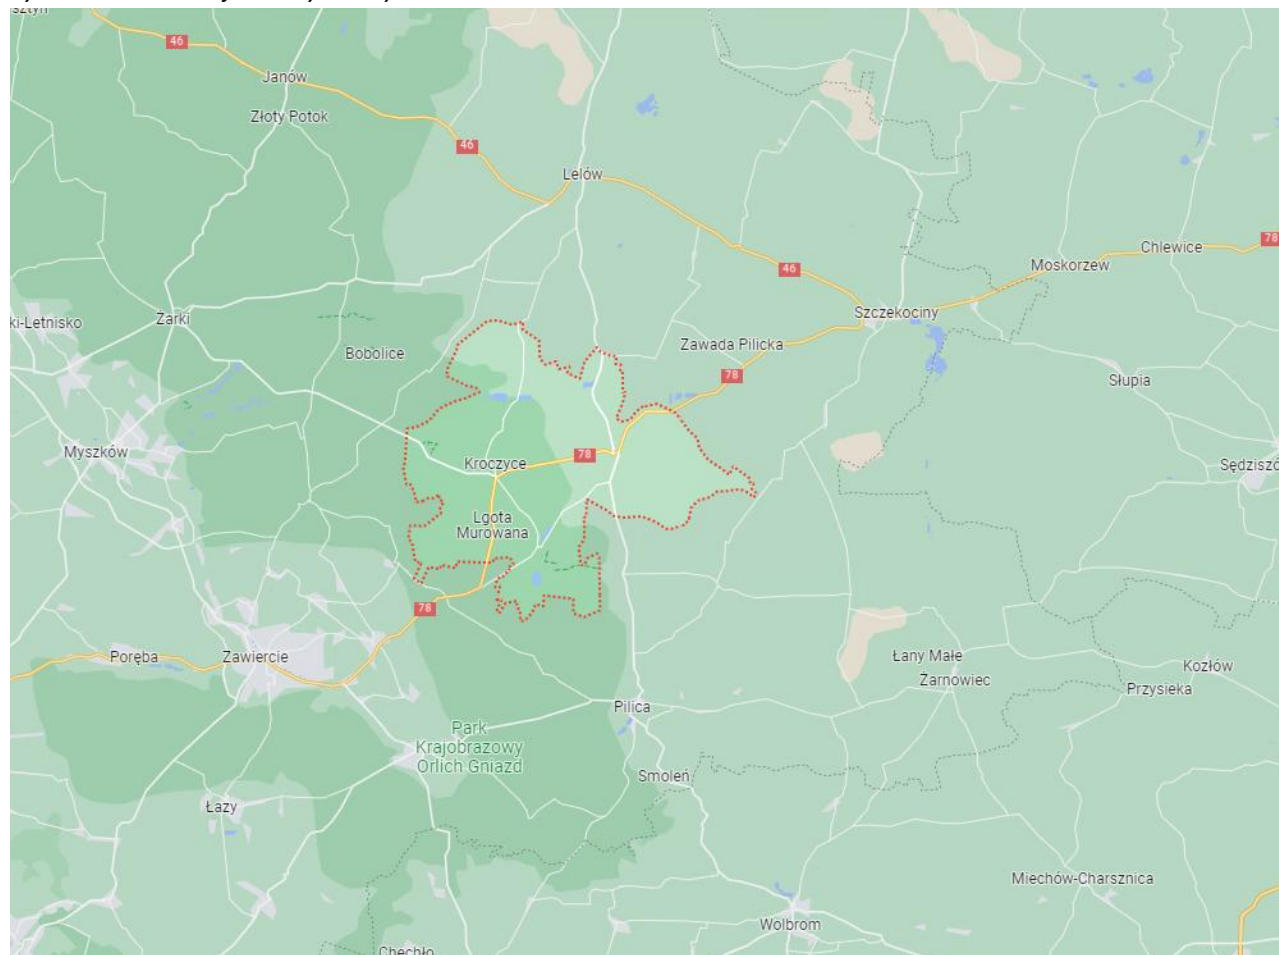 46
Janów
Złoty Potok
46
Lelów
78
Chlewice
46
Moskorzew
Szczekociny
Żarki
ki-Letnisko
Zawada Pilicka
Bobolice
78
Słupia
Myszków
78
Kroczyce
Sędziszó
Lgota
Murowana
78
Poręba
Zawiercie
Łany Małe
Kozłów
Żarnowiec
Przysieka
Pilica
Park
Krajobrazowy
Orlich Gniazd
Smoleń
Łazy
Miechów-Charsznica
Wolbrom
Chechło